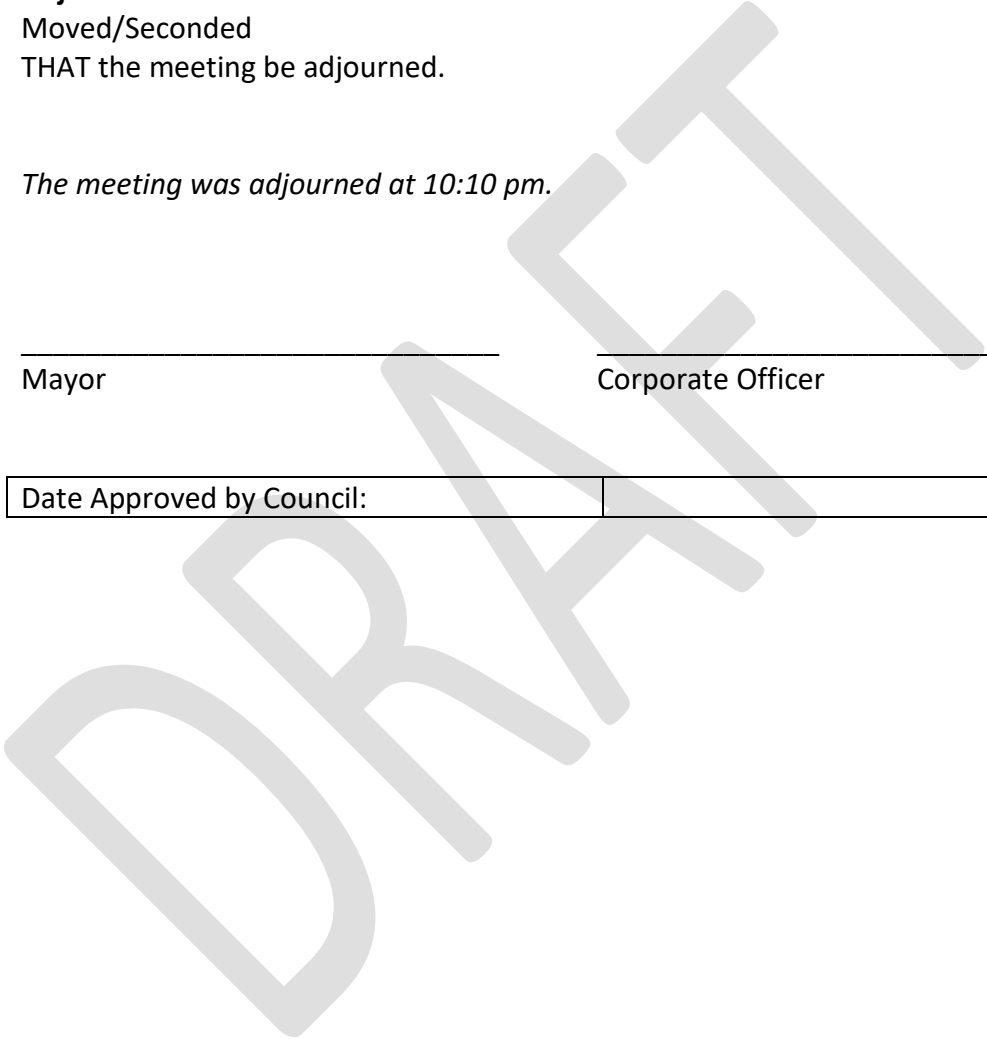 Moved/Seconded
THAT the meeting be adjourned.
The meeting was adjourned at 10:10 pm.
Mayor Corporate Officer
Date Approved by Council:
DRAFT